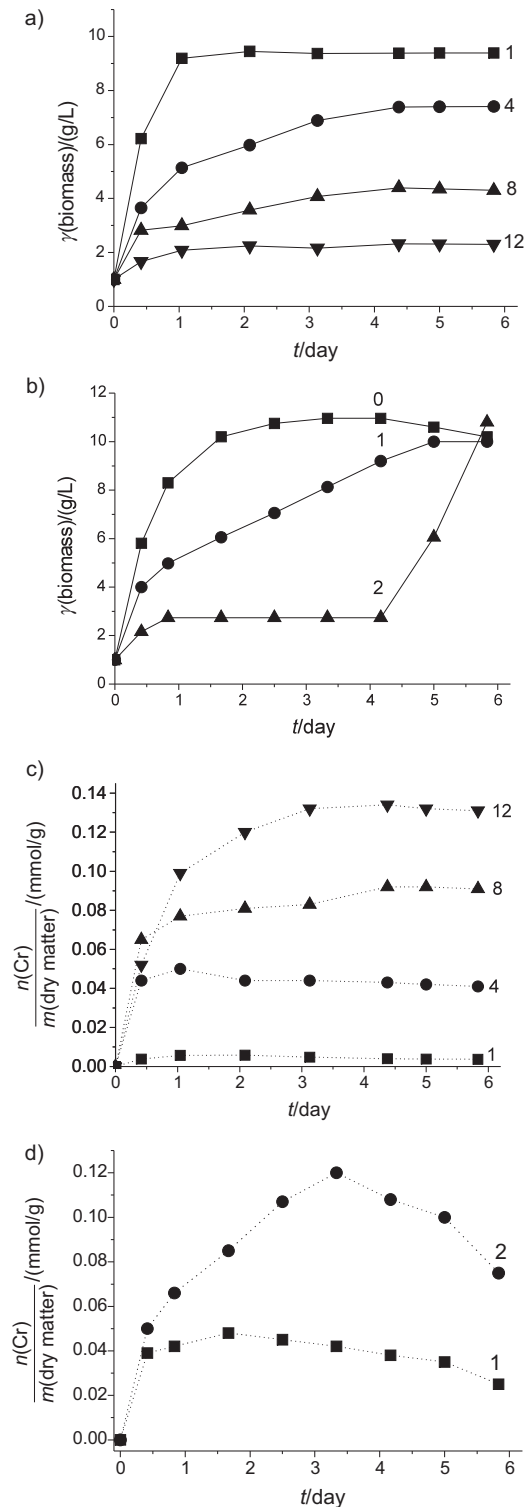 a)
10
8
6
4
2
0
γ(biomass)/(g/L)
1
4
8
12
0 1 2 3 4 5 6
t/day
b)
12
10
8
6
4
2
0
γ(biomass)/(g/L)
0
1
2
0 1 2 3 4 5 6
t/day
c)
0.14
0.12
0.10
0.08
0.06
0.04
0.02
0.00
n(Cr)/m(dry matter)/(mmol/g)
12
8
4
1
0 1 2 3 4 5 6
t/day
d)
0.12
0.10
0.08
0.06
0.04
0.02
0.00
n(Cr)/m(dry matter)/(mmol/g)
2
1
0 1 2 3 4 5 6
t/day